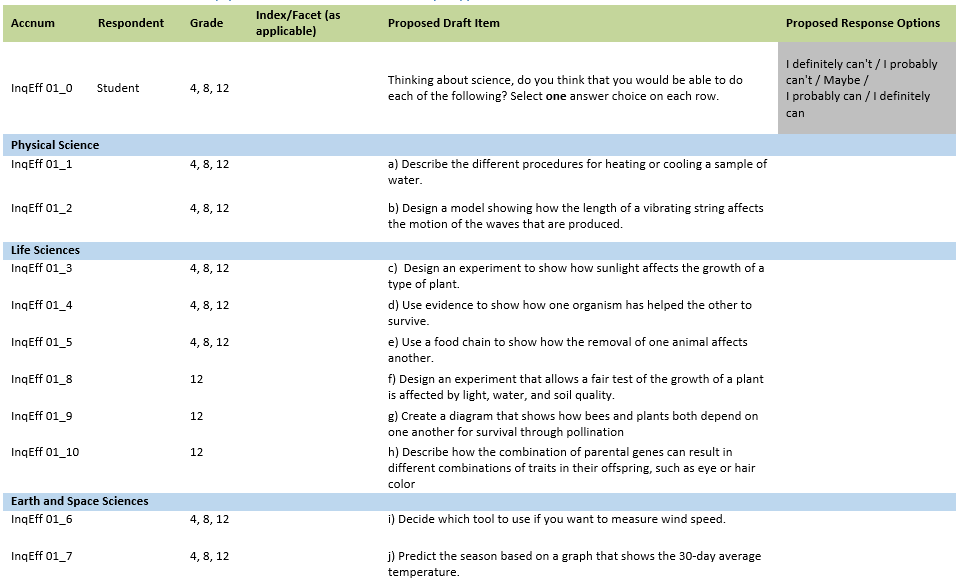 Accnum Respondent Grade Index/Facet (as applicable) Proposed Draft Item Proposed Response Options
InqEff 01_0 Student 4, 8, 12 Thinking about science, do you think that you would be able to do
each of the following? Select one answer choice on each row.
I definitely can't / I probably
can't / Maybe /
I probably can / I definitely
can
Physical Science
InqEff 01_1 4, 8, 12 a) Describe the different procedures for heating or cooling a sample of
water.
InqEff 01_2 4, 8, 12 b) Design a model showing how the length of a vibrating string affects
the motion of the waves that are produced.
Life Sciences
InqEff 01_3 4, 8, 12 c) Design an experiment to show how sunlight affects the growth of a
type of plant.
InqEff 01_4 4, 8, 12 d) Use evidence to show how one organism has helped the other to
survive.
InqEff 01_5 4, 8, 12 e) Use a food chain to show how the removal of one animal affects
another.
InqEff 01_8 12 f) Design an experiment that allows a fair test of the growth of a plant
is affected by light, water, and soil quality.
InqEff 01_9 12 g) Create a diagram that shows how bees and plants both depend on
one another for survival through pollination
InqEff 01_10 12 h) Describe how the combination of parental genes can result in
different combinations of traits in their offspring, such as eye or hair
color
Earth and Space Sciences
InqEff 01_6 4, 8, 12 i) Decide which tool to use if you want to measure wind speed.
InqEff 01_7 4, 8, 12 j) Predict the season based on a graph that shows the 30-day average
temperature.